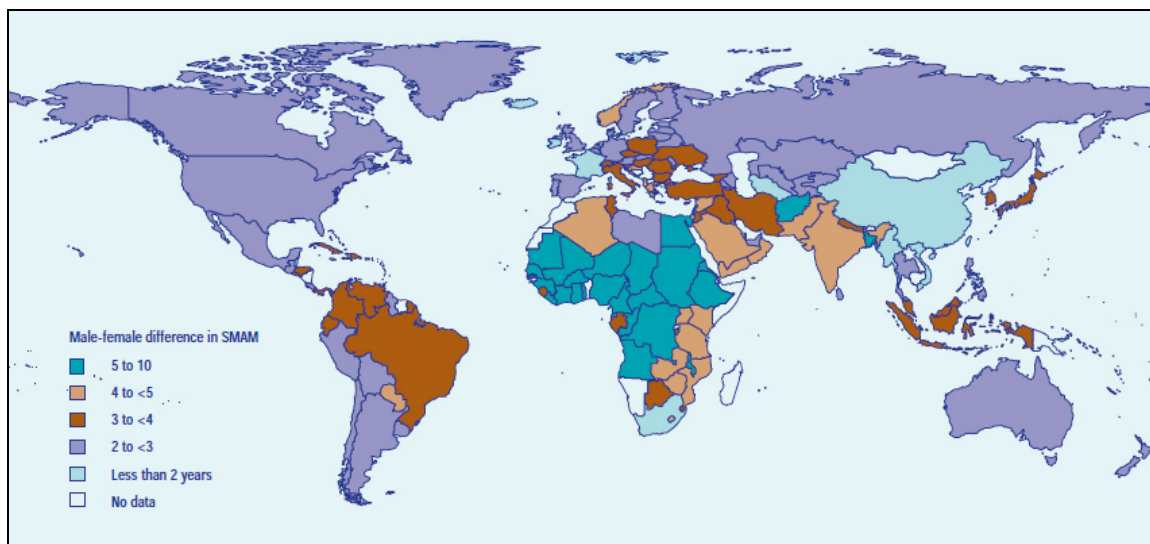 Male-female difference in SMAM
5 to 10
4 to <5
3 to <4
2 to <3
Less than 2 years
No data